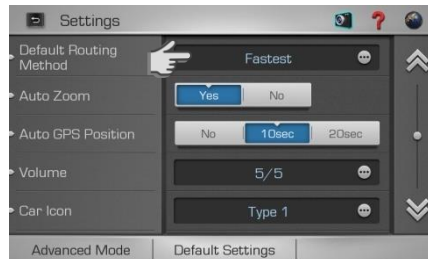 Settings
?
Default Routing
Method
Fastest
Auto Zoom
Yes No
Auto GPS Position
No 10sec 20sec
Volume
5/5
Car Icon
Type 1
Advanced Mode Default Settings